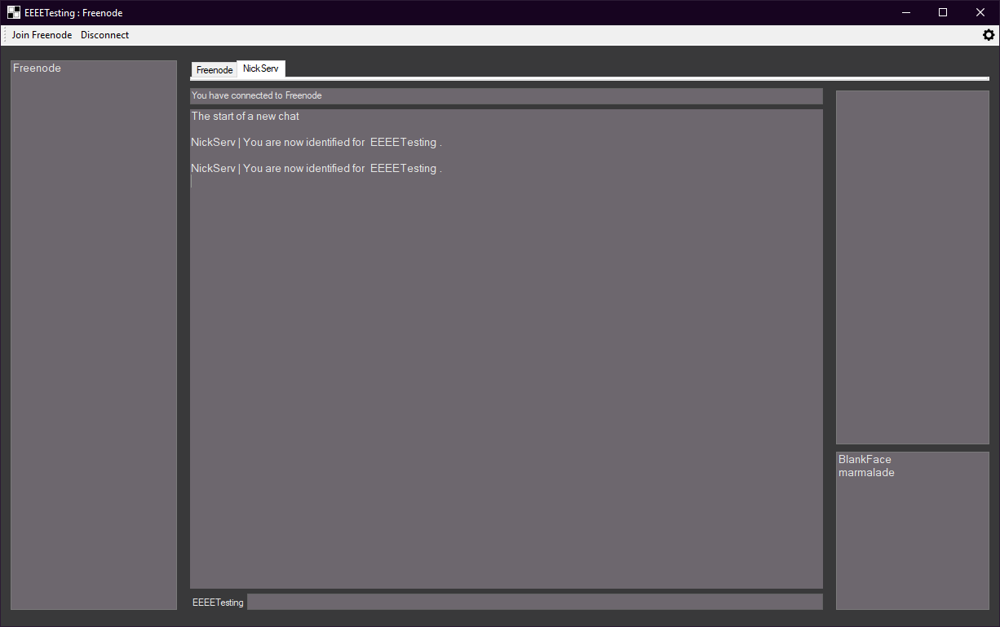 EEEETesting : Freenode
Join Freenode Disconnect
Freenode
Freenode NickServ
You have connected to Freenode
The start of a new chat
NickServ | You are now identified for  EEEETesting .
NickServ | You are now identified for  EEEETesting .
BlankFace
marmalade
EEEETesting